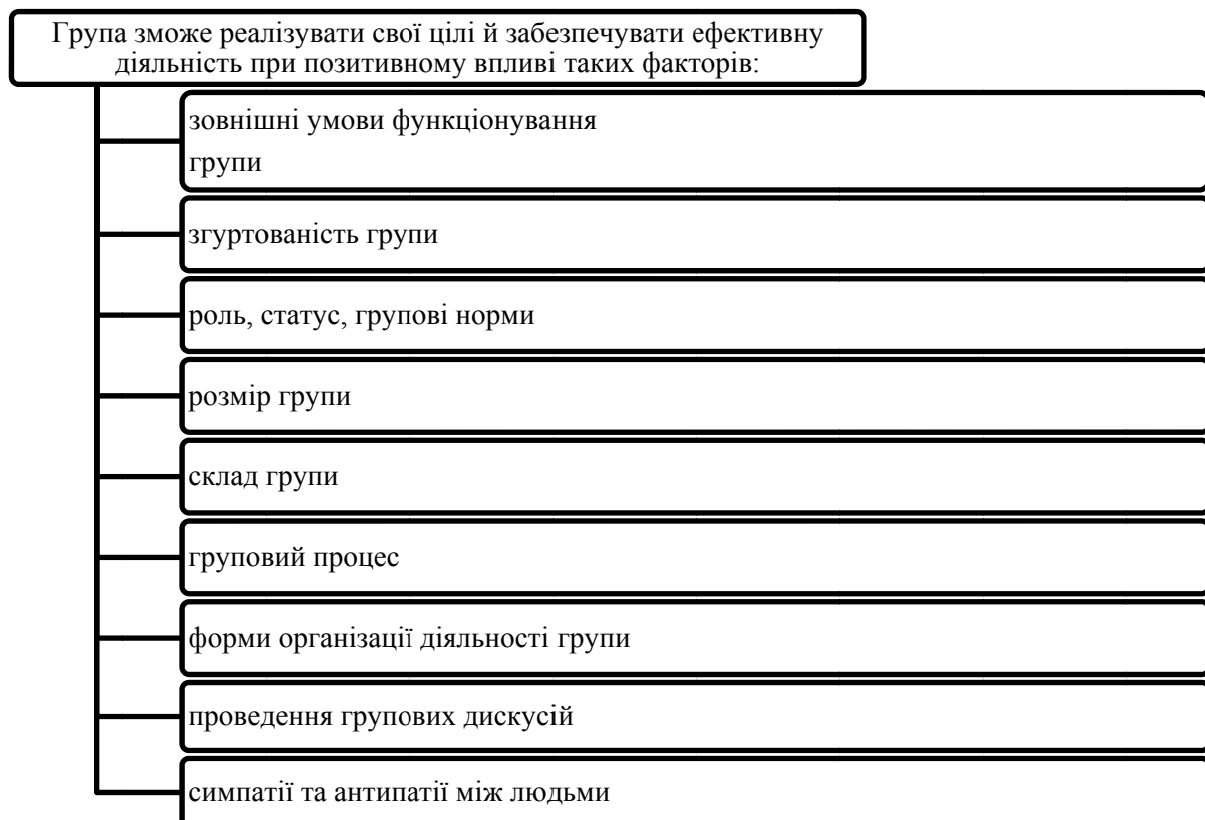 Група зможе реалізувати свої цілі й забезпечувати ефективну
діяльність при позитивному впливі таких факторів:
зовнішні умови функціонування
групи
згуртованість групи
роль, статус, групові норми
розмір групи
склад групи
груповий процес
форми організації діяльності групи
проведення групових дискусій
симпатії та антипатії між людьми